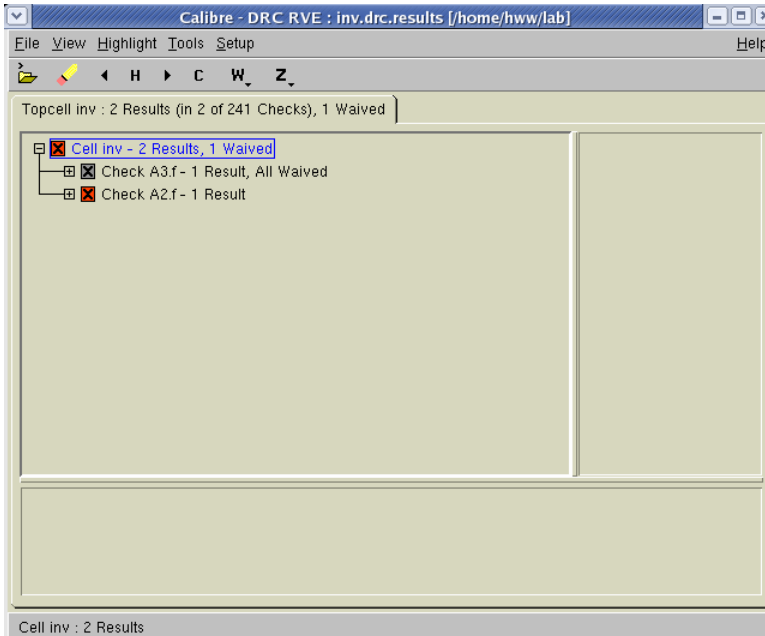 Calibre - DRC RVE : inv.drc.results [/home/hww/lab]
File View Highlight Tools Setup Help
H C W Z
Topcell inv : 2 Results (in 2 of 241 Checks), 1 Waived
Cell inv - 2 Results, 1 Waived
Check A3.f - 1 Result, All Waived
Check A2.f - 1 Result
Cell inv : 2 Results